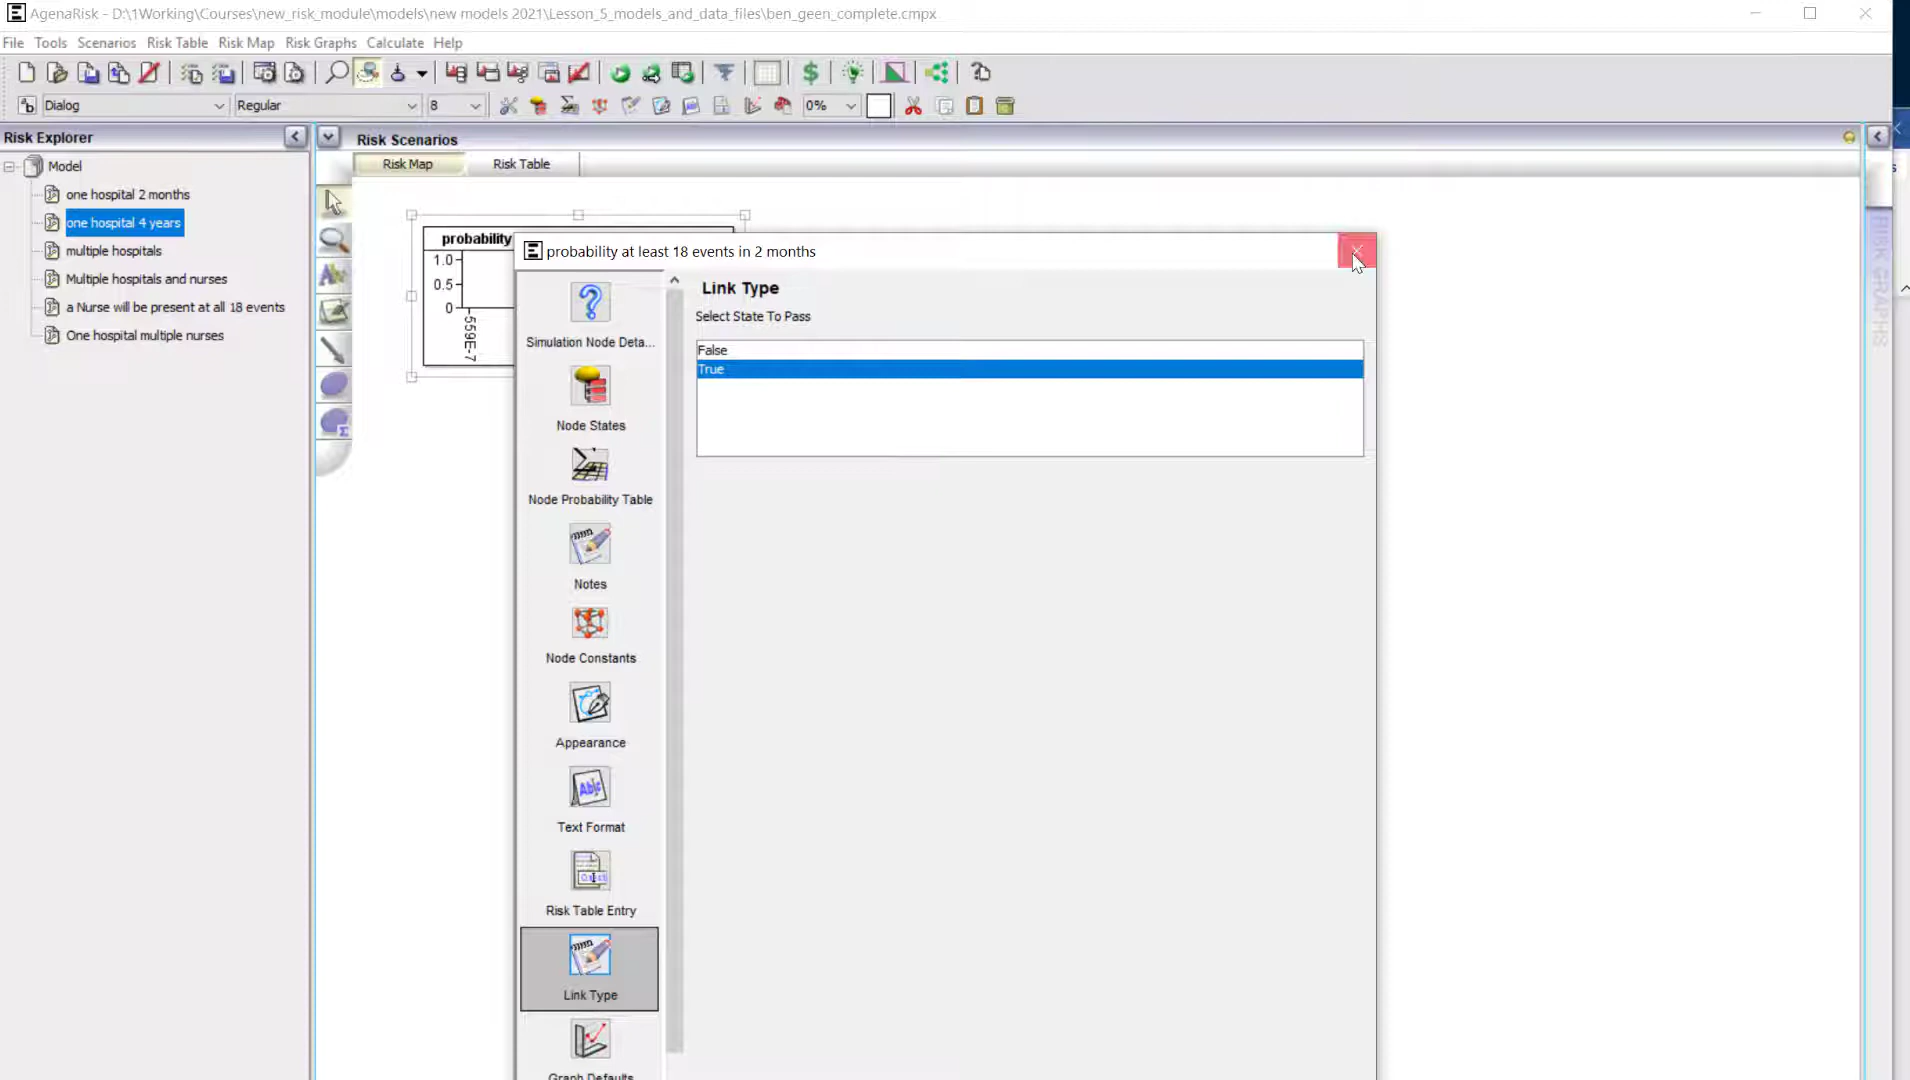 AgenaRisk - D:\1Working\Courses\new_risk_module\models\new models 2021\Lesson_5_models_and_data_files\ben_geen_complete.cmpx
File Tools Scenarios Risk Table Risk Map Risk Graphs Calculate Help
Dialog Regular 8 0%
Risk Explorer
Risk Scenarios
Risk Map Risk Table
Model
one hospital 2 months
one hospital 4 years
multiple hospitals
Multiple hospitals and nurses
a Nurse will be present at all 18 events
One hospital multiple nurses
probability
1.0
0.5
0
559E-7
probability at least 18 events in 2 months
Simulation Node Deta...
Node States
Node Probability Table
Notes
Node Constants
Appearance
Text Format
Risk Table Entry
Link Type
Graph Defaults
Link Type
Select State To Pass
False
True
RISK GRAPHS